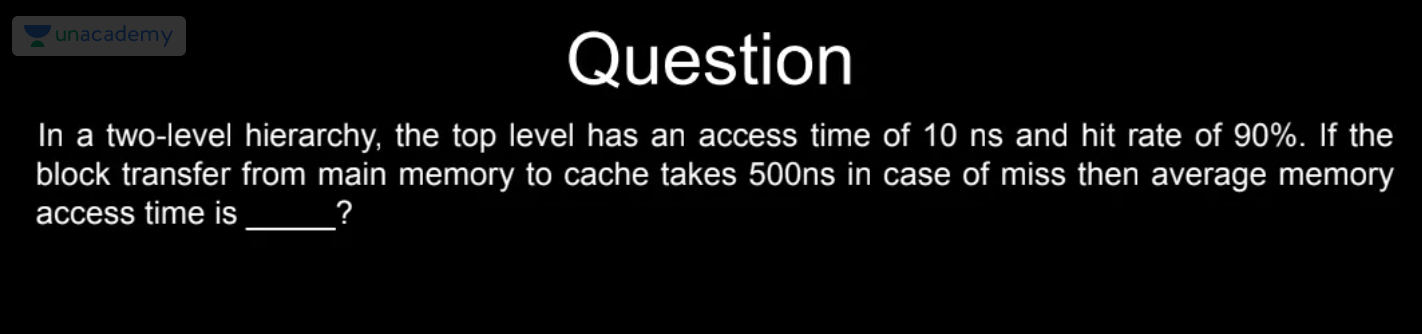 unacademy
Question
In a two-level hierarchy, the top level has an access time of 10 ns and hit rate of 90%. If the
block transfer from main memory to cache takes 500ns in case of miss then average memory
access time is _____?